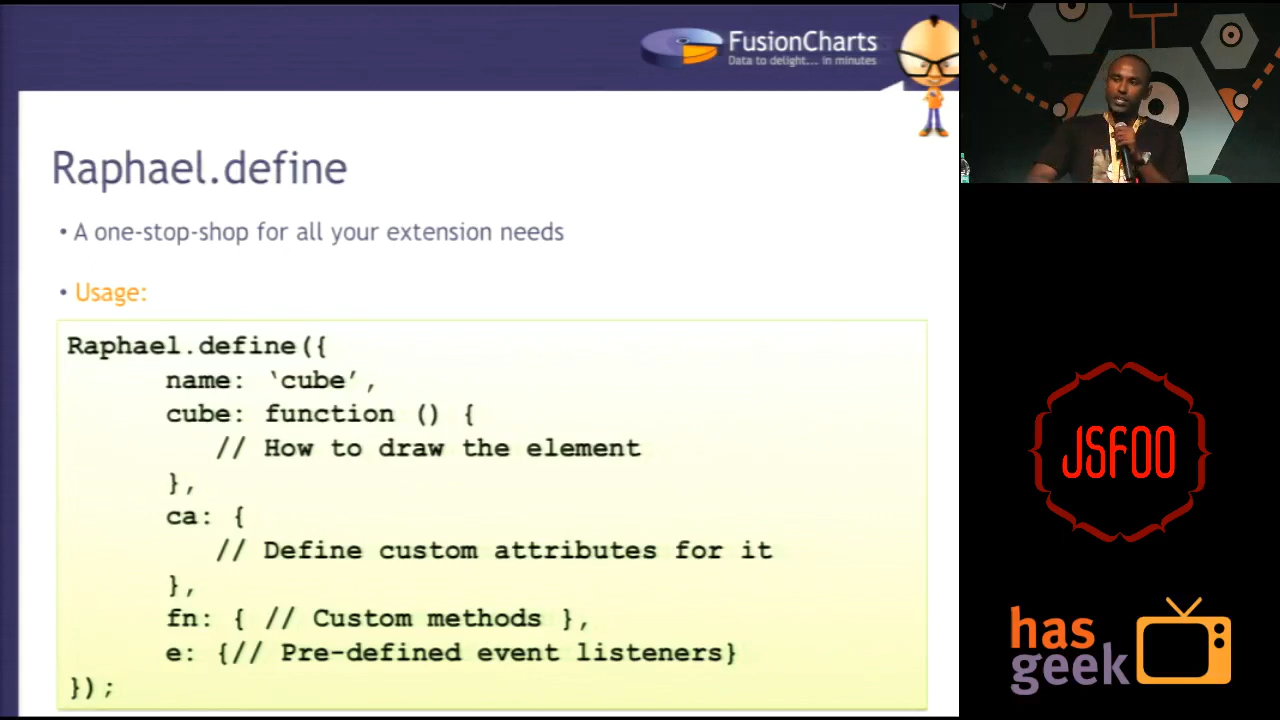 FusionCharts
Data to delight... in minutes
Raphael.define
• A one-stop-shop for all your extension needs
• Usage:
Raphael.define({
name: ‘cube’,
cube: function () {
// How to draw the element
},
ca: {
// Define custom attributes for it
},
fn: { // Custom methods },
e: {// Pre-defined event listeners}
});
JSFOO
has
geek